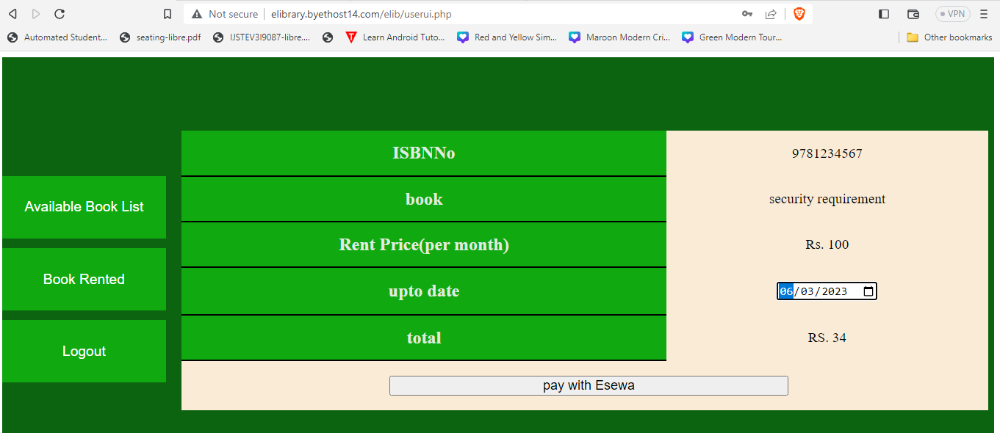 Not secure elibrary.byethost14.com/elib/userui.php VPN
Automated Student... seating-libre.pdf IJSTEV3I9087-libre.... Learn Android Tuto... Red and Yellow Sim... Maroon Modern Cri... Green Modern Tour... Other bookmarks
ISBNNo 9781234567
Available Book List
book security requirement
Rent Price(per month) Rs. 100
Book Rented
upto date 06/03/2023
total RS. 34
Logout
pay with Esewa